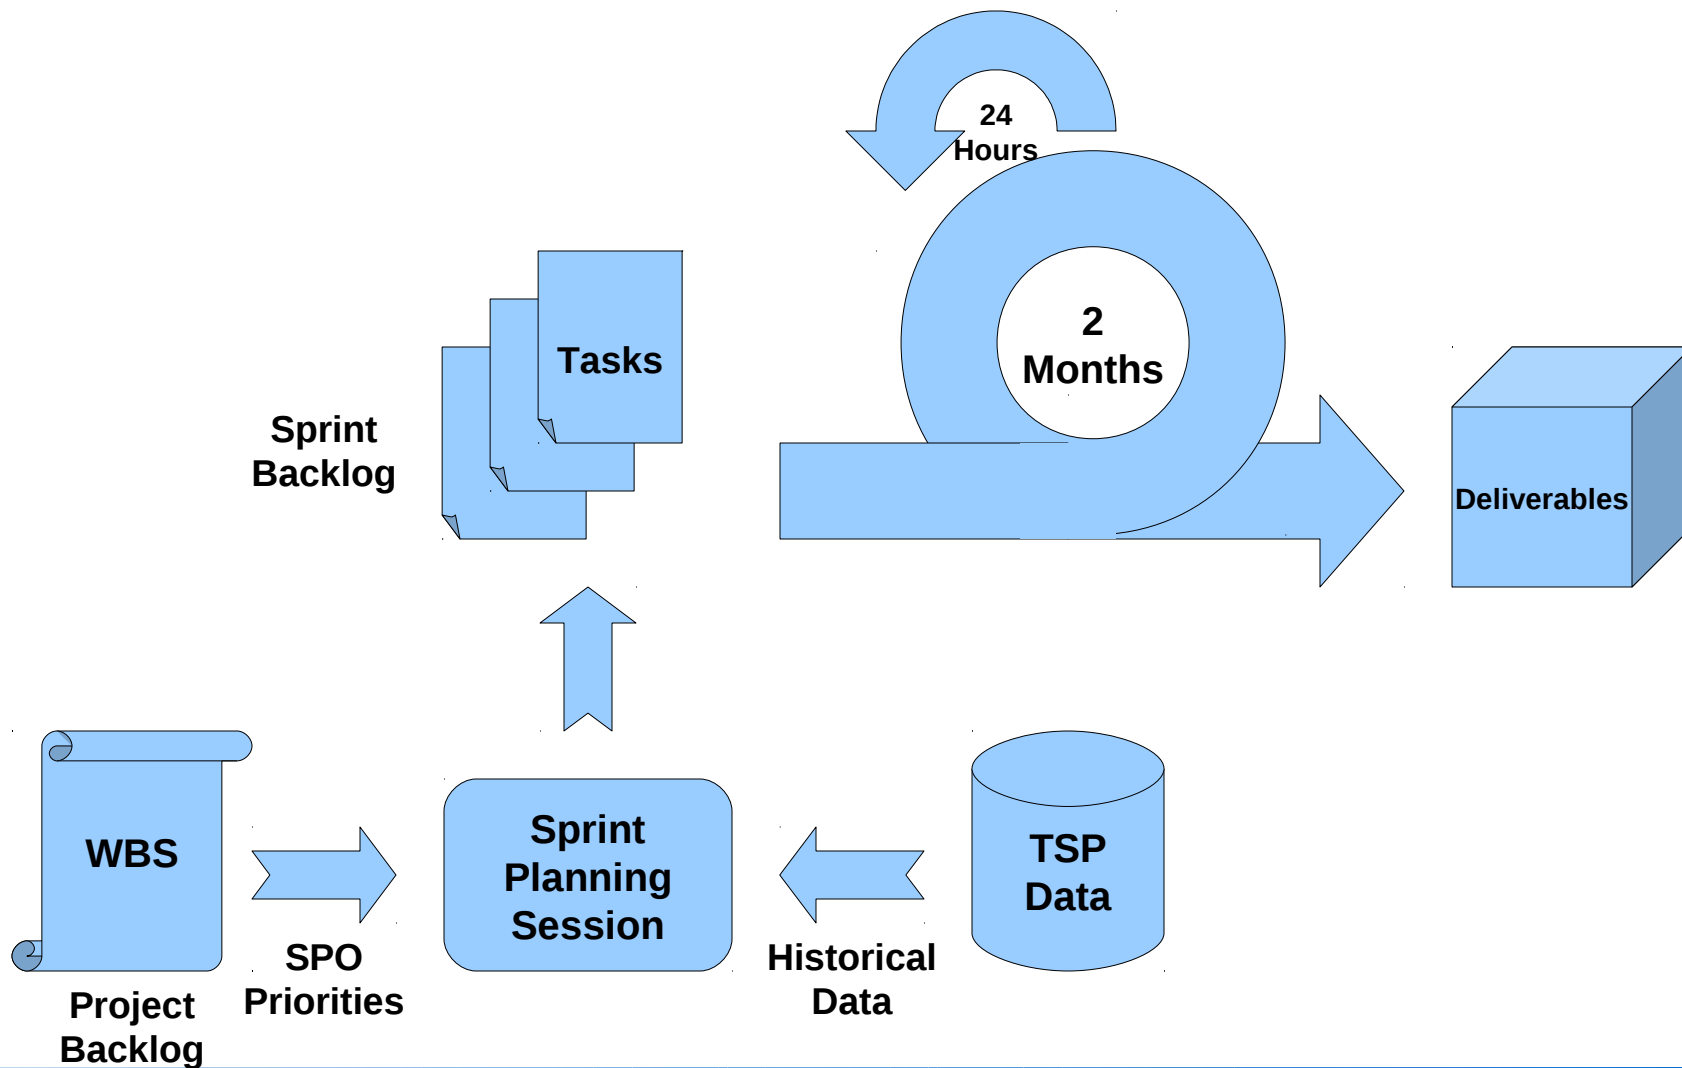 24
Hours
2
Months
Tasks
Sprint
Backlog
Deliverables
WBS
Sprint
Planning
Session
TSP
Data
SPO
Priorities
Historical
Data
Project
Backlog